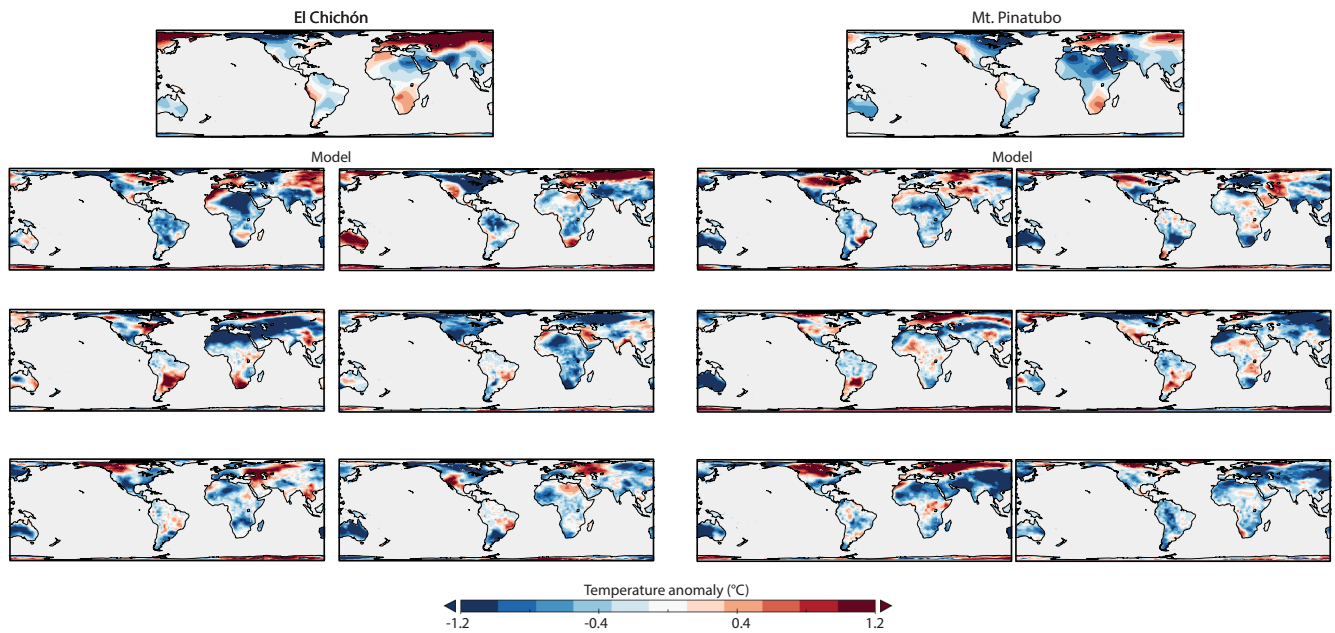 El Chichón
Mt. Pinatubo
Model
Model
Temperature anomaly (°C)
-1.2
-0.4
0.4
1.2